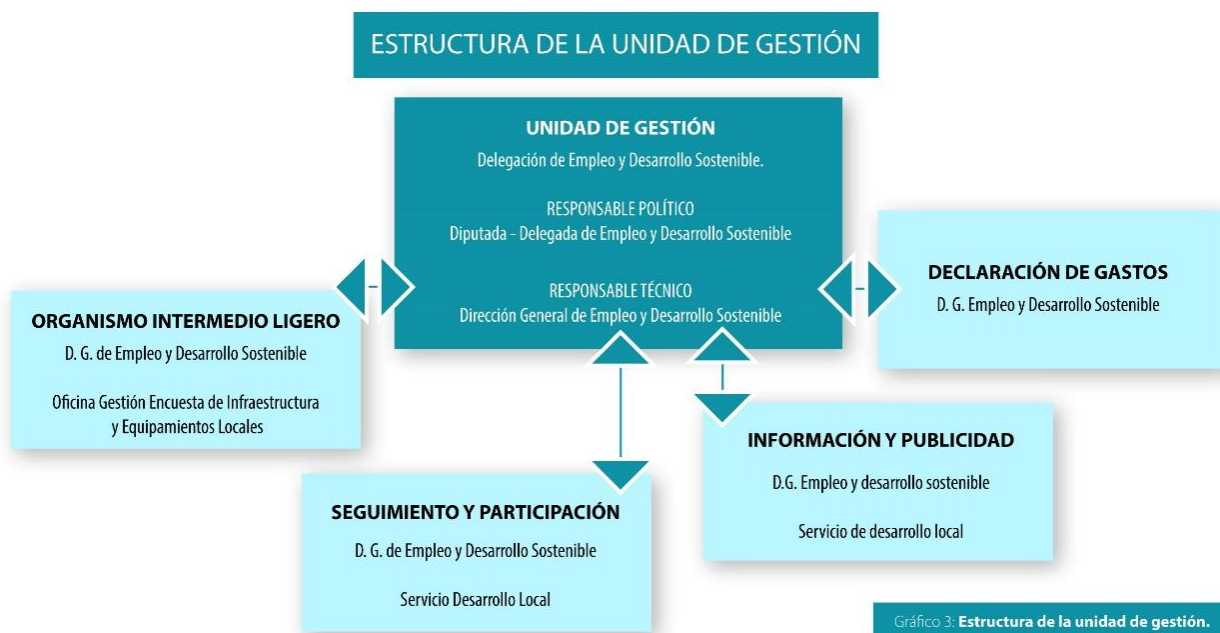 ESTRUCTURA DE LA UNIDAD DE GESTIÓN
UNIDAD DE GESTIÓN
Delegación de Empleo y Desarrollo Sostenible.
RESPONSABLE POLÍTICO
Diputada - Delegada de Empleo y Desarrollo Sostenible
RESPONSABLE TÉCNICO
Dirección General de Empleo y Desarrollo Sostenible
DECLARACIÓN DE GASTOS
D. G. Empleo y Desarrollo Sostenible
ORGANISMO INTERMEDIO LIGERO
D. G. de Empleo y Desarrollo Sostenible
Oficina Gestión Encuesta de Infraestructura
y Equipamientos Locales
INFORMACIÓN Y PUBLICIDAD
D.G. Empleo y desarrollo sostenible
Servicio de desarrollo local
SEGUIMIENTO Y PARTICIPACIÓN
D. G. de Empleo y Desarrollo Sostenible
Servicio Desarrollo Local
Gráfico 3: Estructura de la unidad de gestión.